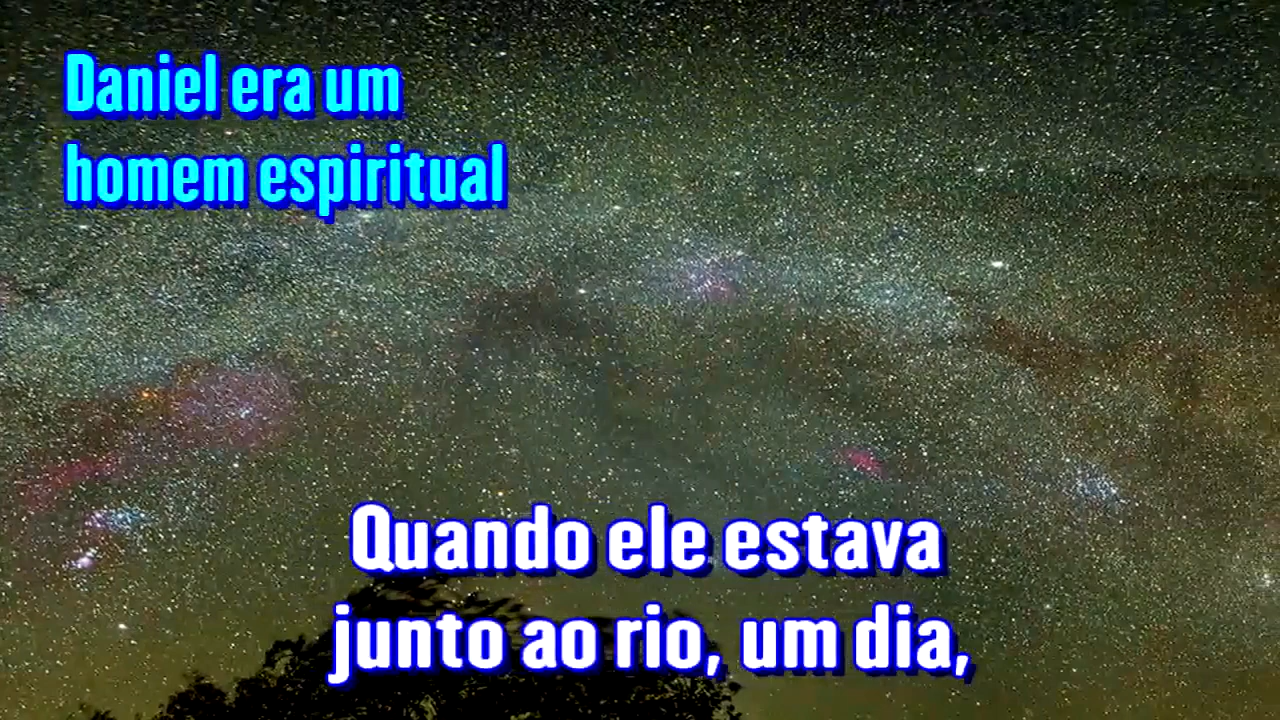 Daniel era um
homem espiritual
Quando ele estava
junto ao rio, um dia,